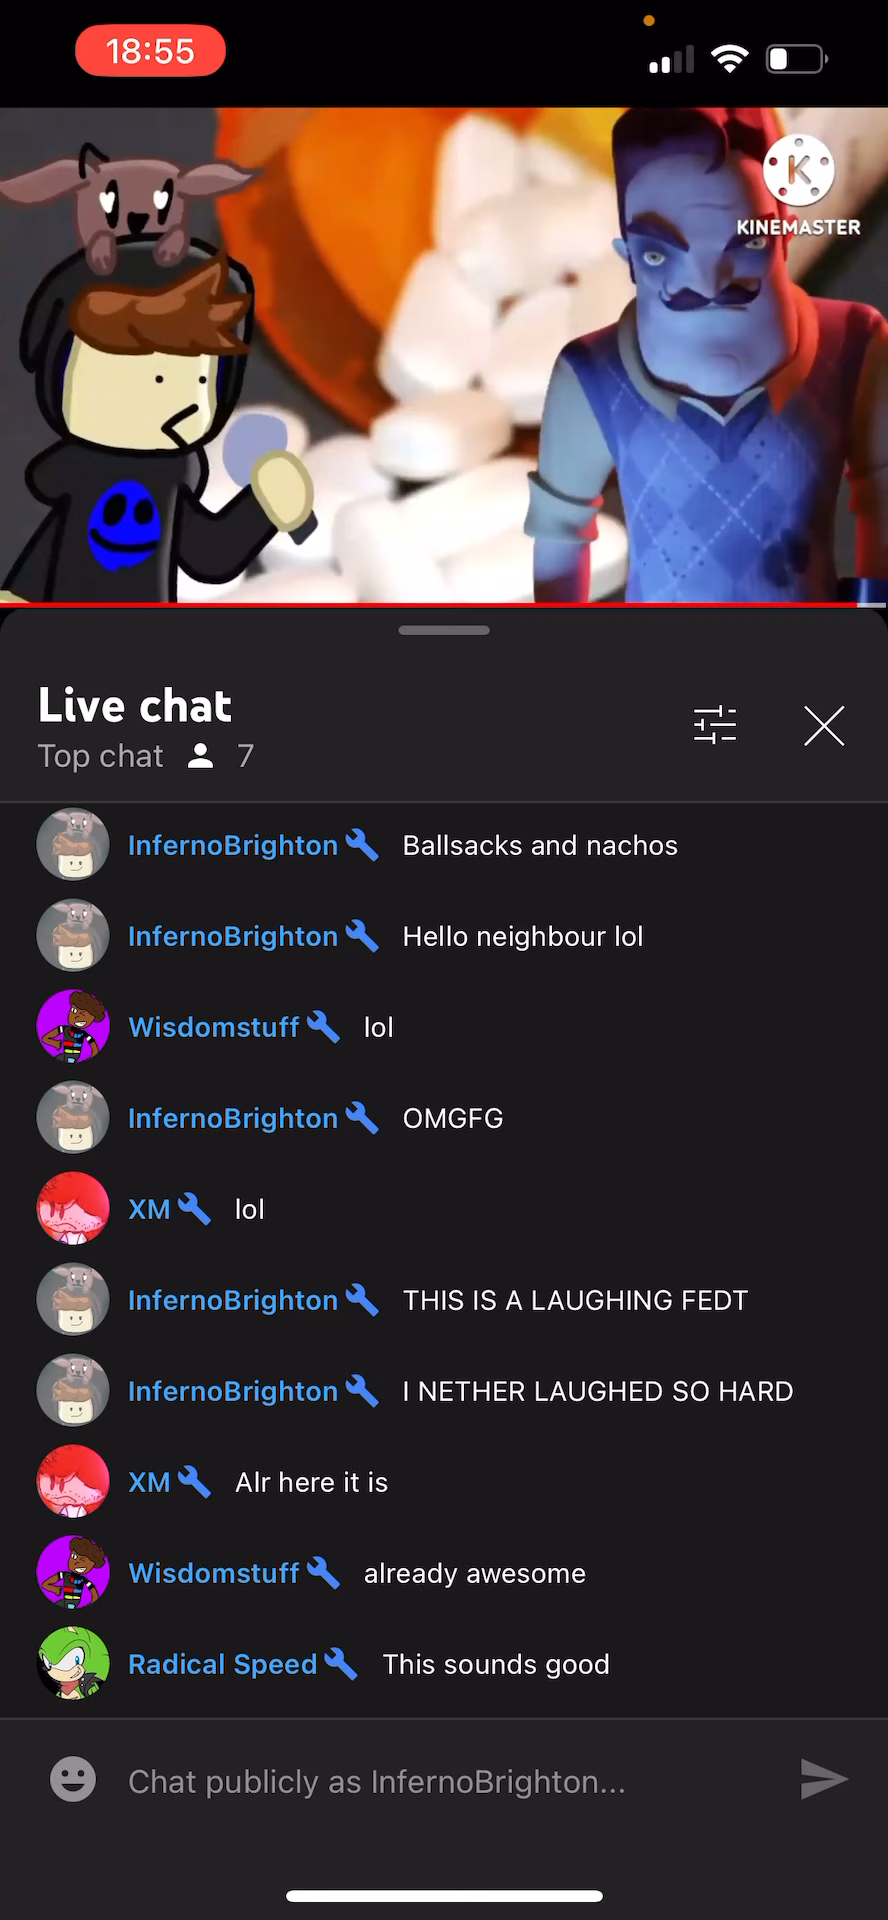 18:55
K
KINEMASTER
Live chat
Top chat 7
InfernoBrighton Ballsacks and nachos
InfernoBrighton Hello neighbour lol
Wisdomstuff lol
InfernoBrighton OMGFG
XM lol
InfernoBrighton THIS IS A LAUGHING FEDT
InfernoBrighton I NETHER LAUGHED SO HARD
XM Alr here it is
Wisdomstuff already awesome
Radical Speed This sounds good
Chat publicly as InfernoBrighton...